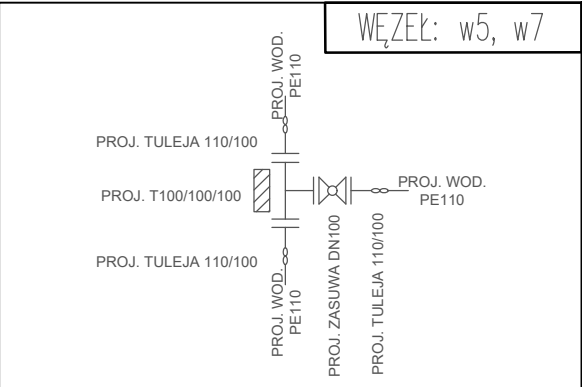 WĘZEŁ: w5, w7
PROJ. WOD.
PE110
PROJ. TULEJA 110/100
PROJ. T100/100/100
PROJ. WOD.
PE110
PROJ. TULEJA 110/100
PROJ. WOD.
PE110
PROJ. ZASUWA DN100
PROJ. TULEJA 110/100